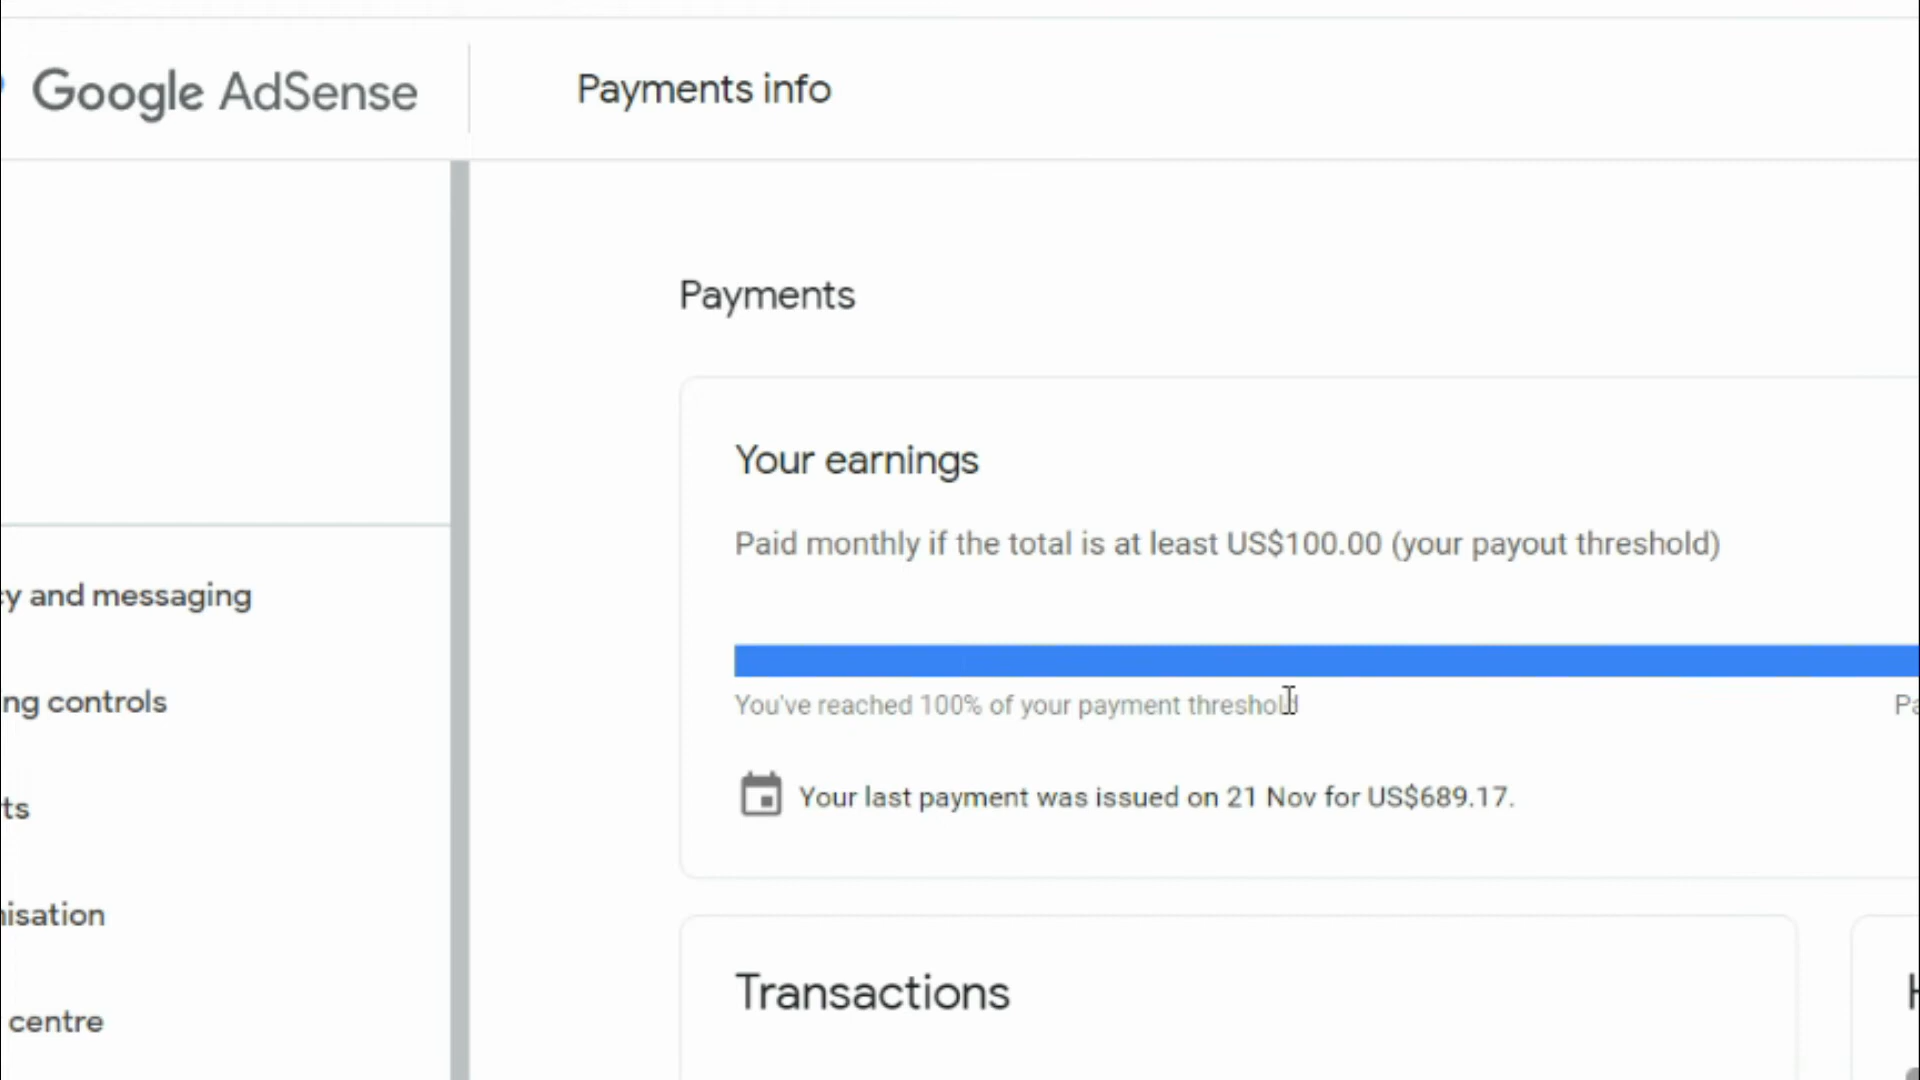 Google AdSense
Payments info
Payments
Your earnings
Paid monthly if the total is at least US$100.00 (your payout threshold)
You've reached 100% of your payment threshold
Your last payment was issued on 21 Nov for US$689.17.
Transactions
cy and messaging
ng controls
ts
nisation
centre